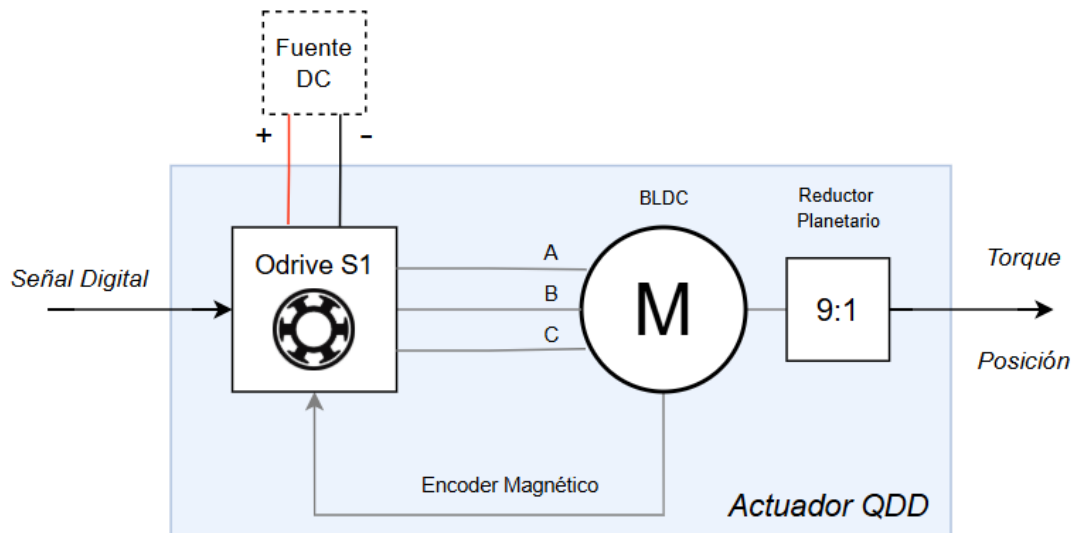 Fuente
DC
+
-
BLDC
Reductor
Planetario
Señal Digital
Odrive S1
A
B
C
M
9:1
Torque
Posición
Encoder Magnético
Actuador QDD